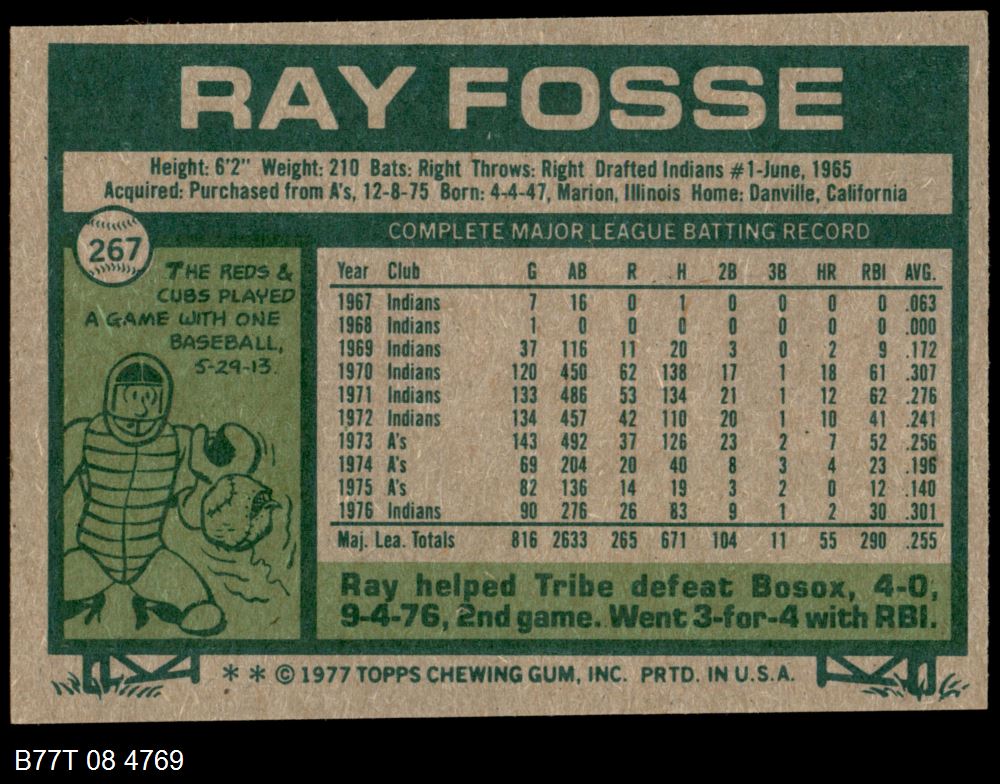 RAY FOSSE
Height: 6'2" Weight: 210 Bats: Right Throws: Right Drafted Indians #1-June, 1965
Acquired: Purchased from A's, 12-8-75 Born: 4-4-47, Marion, Illinois Home: Danville, California
267
THE REDS &
CUBS PLAYED
A GAME WITH ONE
BASEBALL,
5-29-13.
COMPLETE MAJOR LEAGUE BATTING RECORD
Year Club G AB R H 2B 3B HR RBI AVG.
1967 Indians 7 16 0 1 0 0 0 0 .063
1968 Indians 1 0 0 0 0 0 0 0 .000
1969 Indians 37 116 11 20 3 0 2 9 .172
1970 Indians 120 450 62 138 17 1 18 61 .307
1971 Indians 133 486 53 134 21 1 12 62 .276
1972 Indians 134 457 42 110 20 1 10 41 .241
1973 A's 143 492 37 126 23 2 7 52 .256
1974 A's 69 204 20 40 8 3 4 23 .196
1975 A's 82 136 14 19 3 2 0 12 .140
1976 Indians 90 276 26 83 9 1 2 30 .301
Maj. Lea. Totals 816 2633 265 671 104 11 55 290 .255
Ray helped Tribe defeat Bosox, 4-0,
9-4-76, 2nd game. Went 3-for-4 with RBI.
* * © 1977 TOPPS CHEWING GUM, INC. PRTD. IN U.S.A.
B77T 08 4769